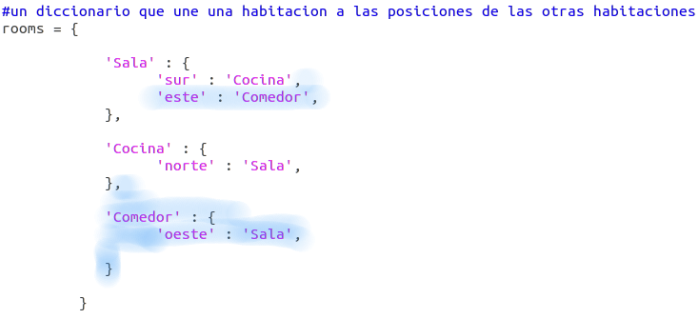 #un diccionario que une una habitacion a las posiciones de las otras habitaciones
rooms = {
'Sala' : {
'sur' : 'Cocina',
'este' : 'Comedor',
},
'Cocina' : {
'norte' : 'Sala',
},
'Comedor' : {
'oeste' : 'Sala',
}
}